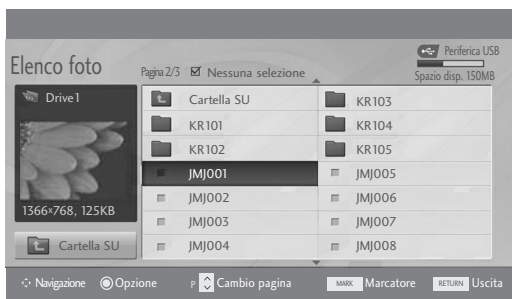 Periferica USB
Elenco foto
Pagina 2/3 Nessuna selezione
Spazio disp. 150MB
Drive1
Cartella SU
KR101
KR102
JMJ001
JMJ002
JMJ003
JMJ004
KR103
KR104
KR105
JMJ005
JMJ006
JMJ007
JMJ008
1366×768, 125KB
Cartella SU
Navigazione
Opzione
P Cambio pagina
MARK Marcatore
RETURN Uscita